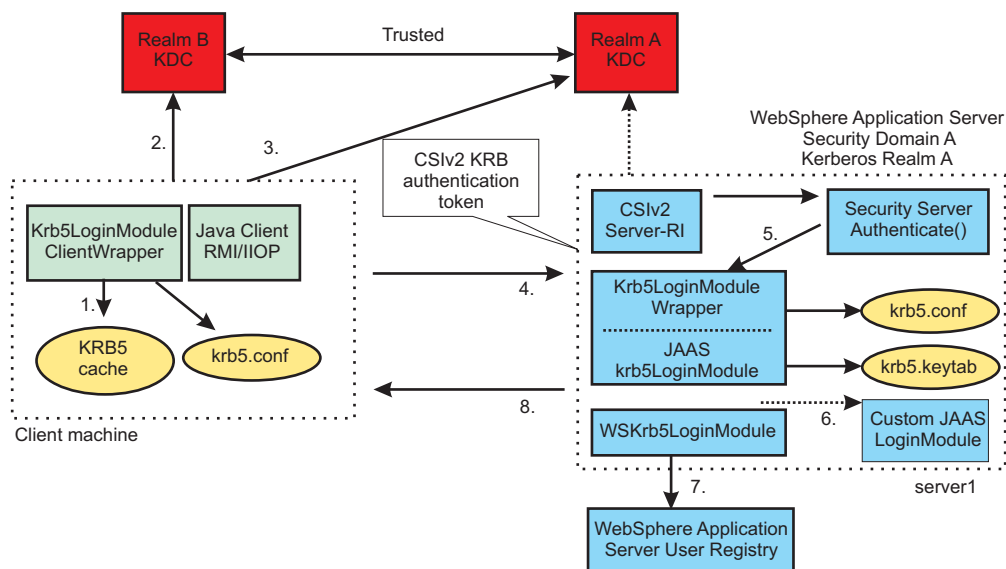 Realm B
KDC
Trusted
Realm A
KDC
WebSphere Application Server
Security Domain A
Kerberos Realm A
2.
3.
CSIv2 KRB
authentication
token
Krb5LoginModule
ClientWrapper
Java Client
RMI/IIOP
1.
KRB5
cache
krb5.conf
Client machine
4.
8.
CSIv2
Server-RI
Security Server
Authenticate()
5.
Krb5LoginModule
Wrapper
JAAS
krb5LoginModule
krb5.conf
krb5.keytab
WSKrb5LoginModule
6.
Custom JAAS
LoginModule
server1
7.
WebSphere Application
Server User Registry